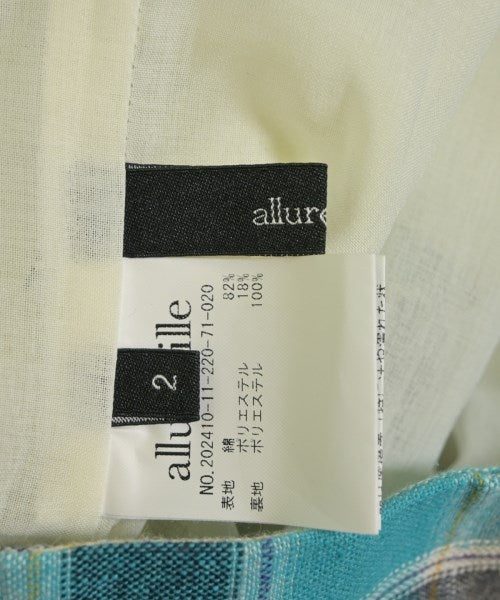 allure
2
allu ille
NO.202410-11-220-71-020
表地 綿 82%
ポリエステル 18%
裏地 ポリエステル 100%